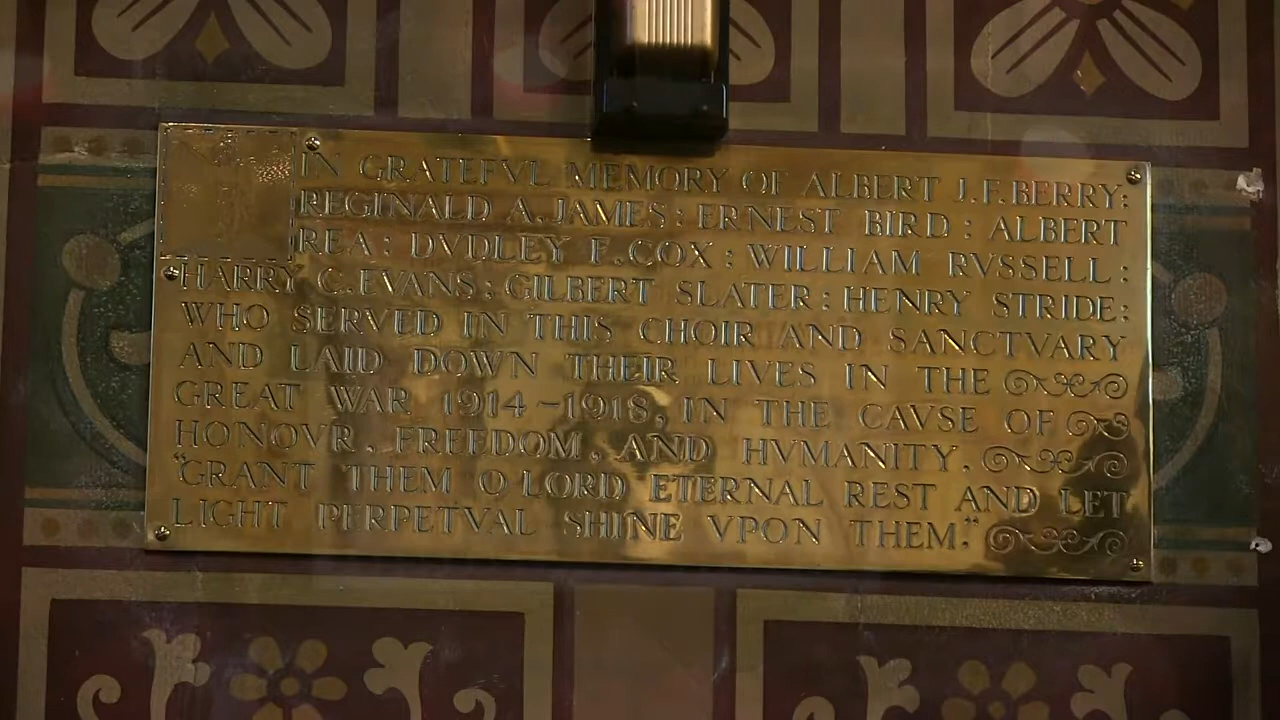 IN GRATEFVL MEMORY OF ALBERT J.F.BERRY:
REGINALD A.JAMES: ERNEST BIRD: ALBERT
REA: DVDLEY F.COX: WILLIAM RVSSELL:
HARRY C.EVANS: GILBERT SLATER: HENRY STRIDE:
WHO SERVED IN THIS CHOIR AND SANCTVARY
AND LAID DOWN THEIR LIVES IN THE
GREAT WAR 1914-1918, IN THE CAVSE OF
HONOVR, FREEDOM, AND HVMANITY.
"GRANT THEM O LORD ETERNAL REST AND LET
LIGHT PERPETVAL SHINE VPON THEM."